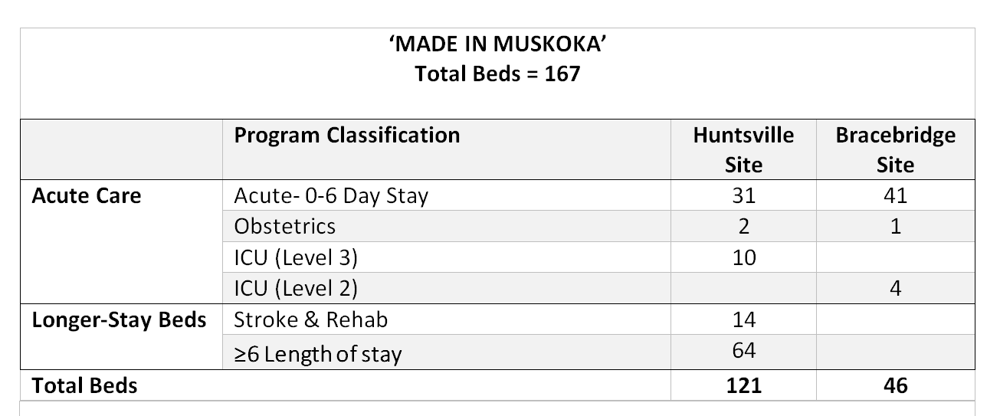 ‘MADE IN MUSKOKA’
Total Beds = 167
Program Classification Huntsville Site Bracebridge Site
Acute Care Acute- 0-6 Day Stay 31 41
Obstetrics 2 1
ICU (Level 3) 10
ICU (Level 2) 4
Longer-Stay Beds Stroke & Rehab 14
≥6 Length of stay 64
Total Beds 121 46